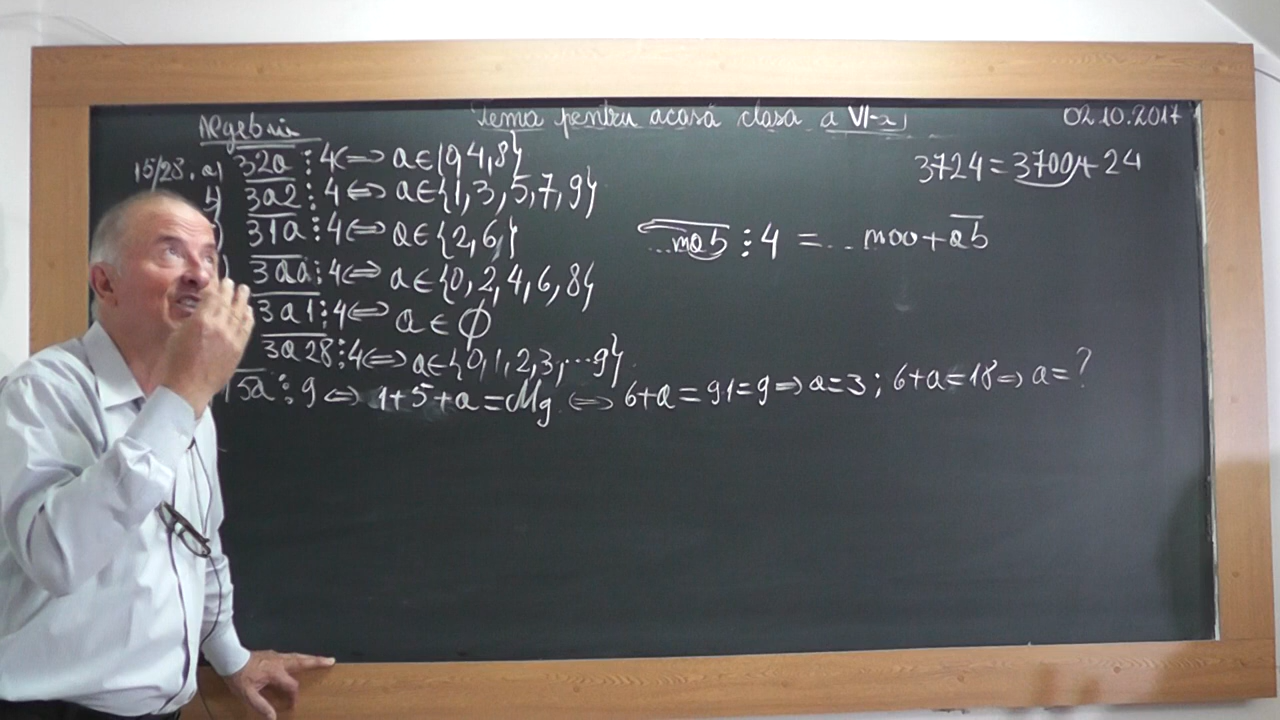 Algebră
Tema pentru acasă clasa a VI-a
02.10.2017
15/23. a) 32a ⋮ 4 <=> a∈{0,4,8}
3a2 ⋮ 4 <=> a∈{1,3,5,7,9}
31a ⋮ 4 <=> a∈{2,6}
3aa ⋮ 4 <=> a∈{0,2,4,6,8}
3a1 ⋮ 4 <=> a∈∅
3a28 ⋮ 4 <=> a∈{0,1,2,3,...9}
15a ⋮ 9 <=> 1+5+a=M9 <=> 6+a=9·1=9 => a=3; 6+a=18 => a=?
3724=3700+24
...mab ⋮ 4 =...m00+ab